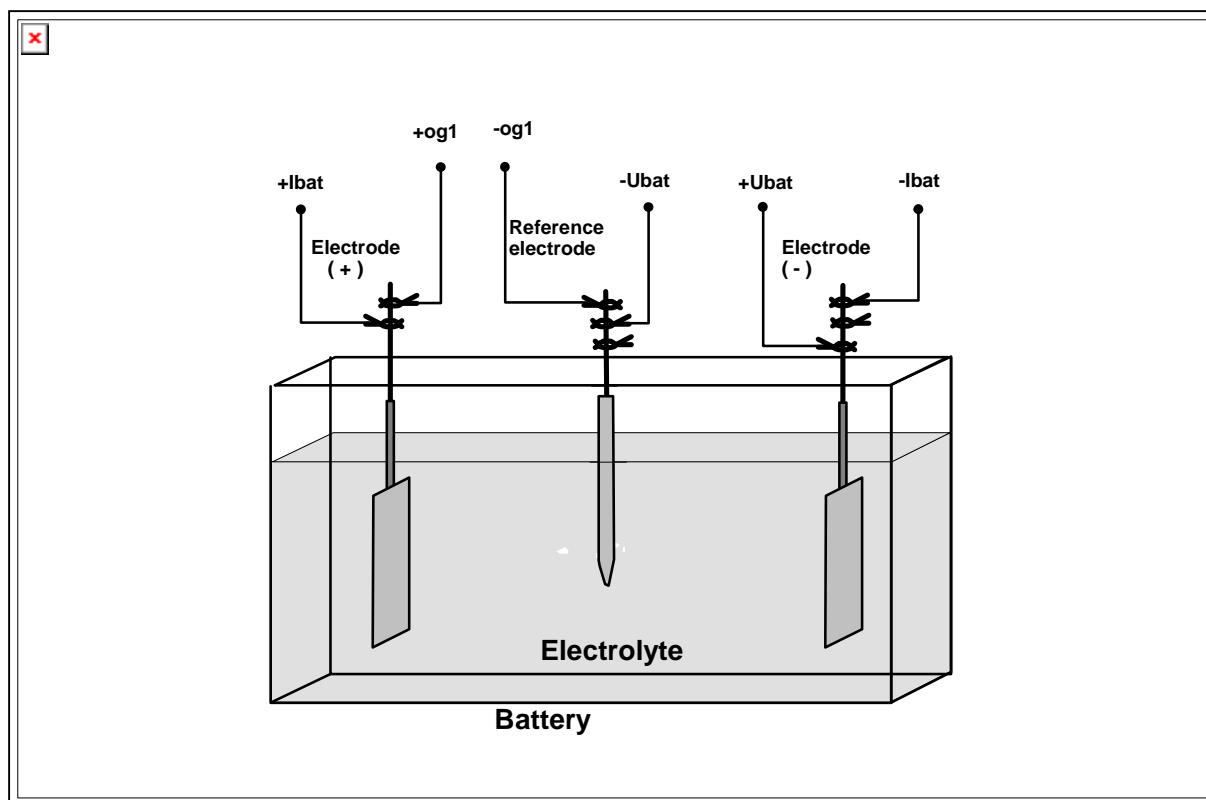 +og1 -og1
+Ibat
-Ubat
+Ubat
-Ibat
Reference
electrode
Electrode
( + )
Electrode
( - )
Electrolyte
Battery